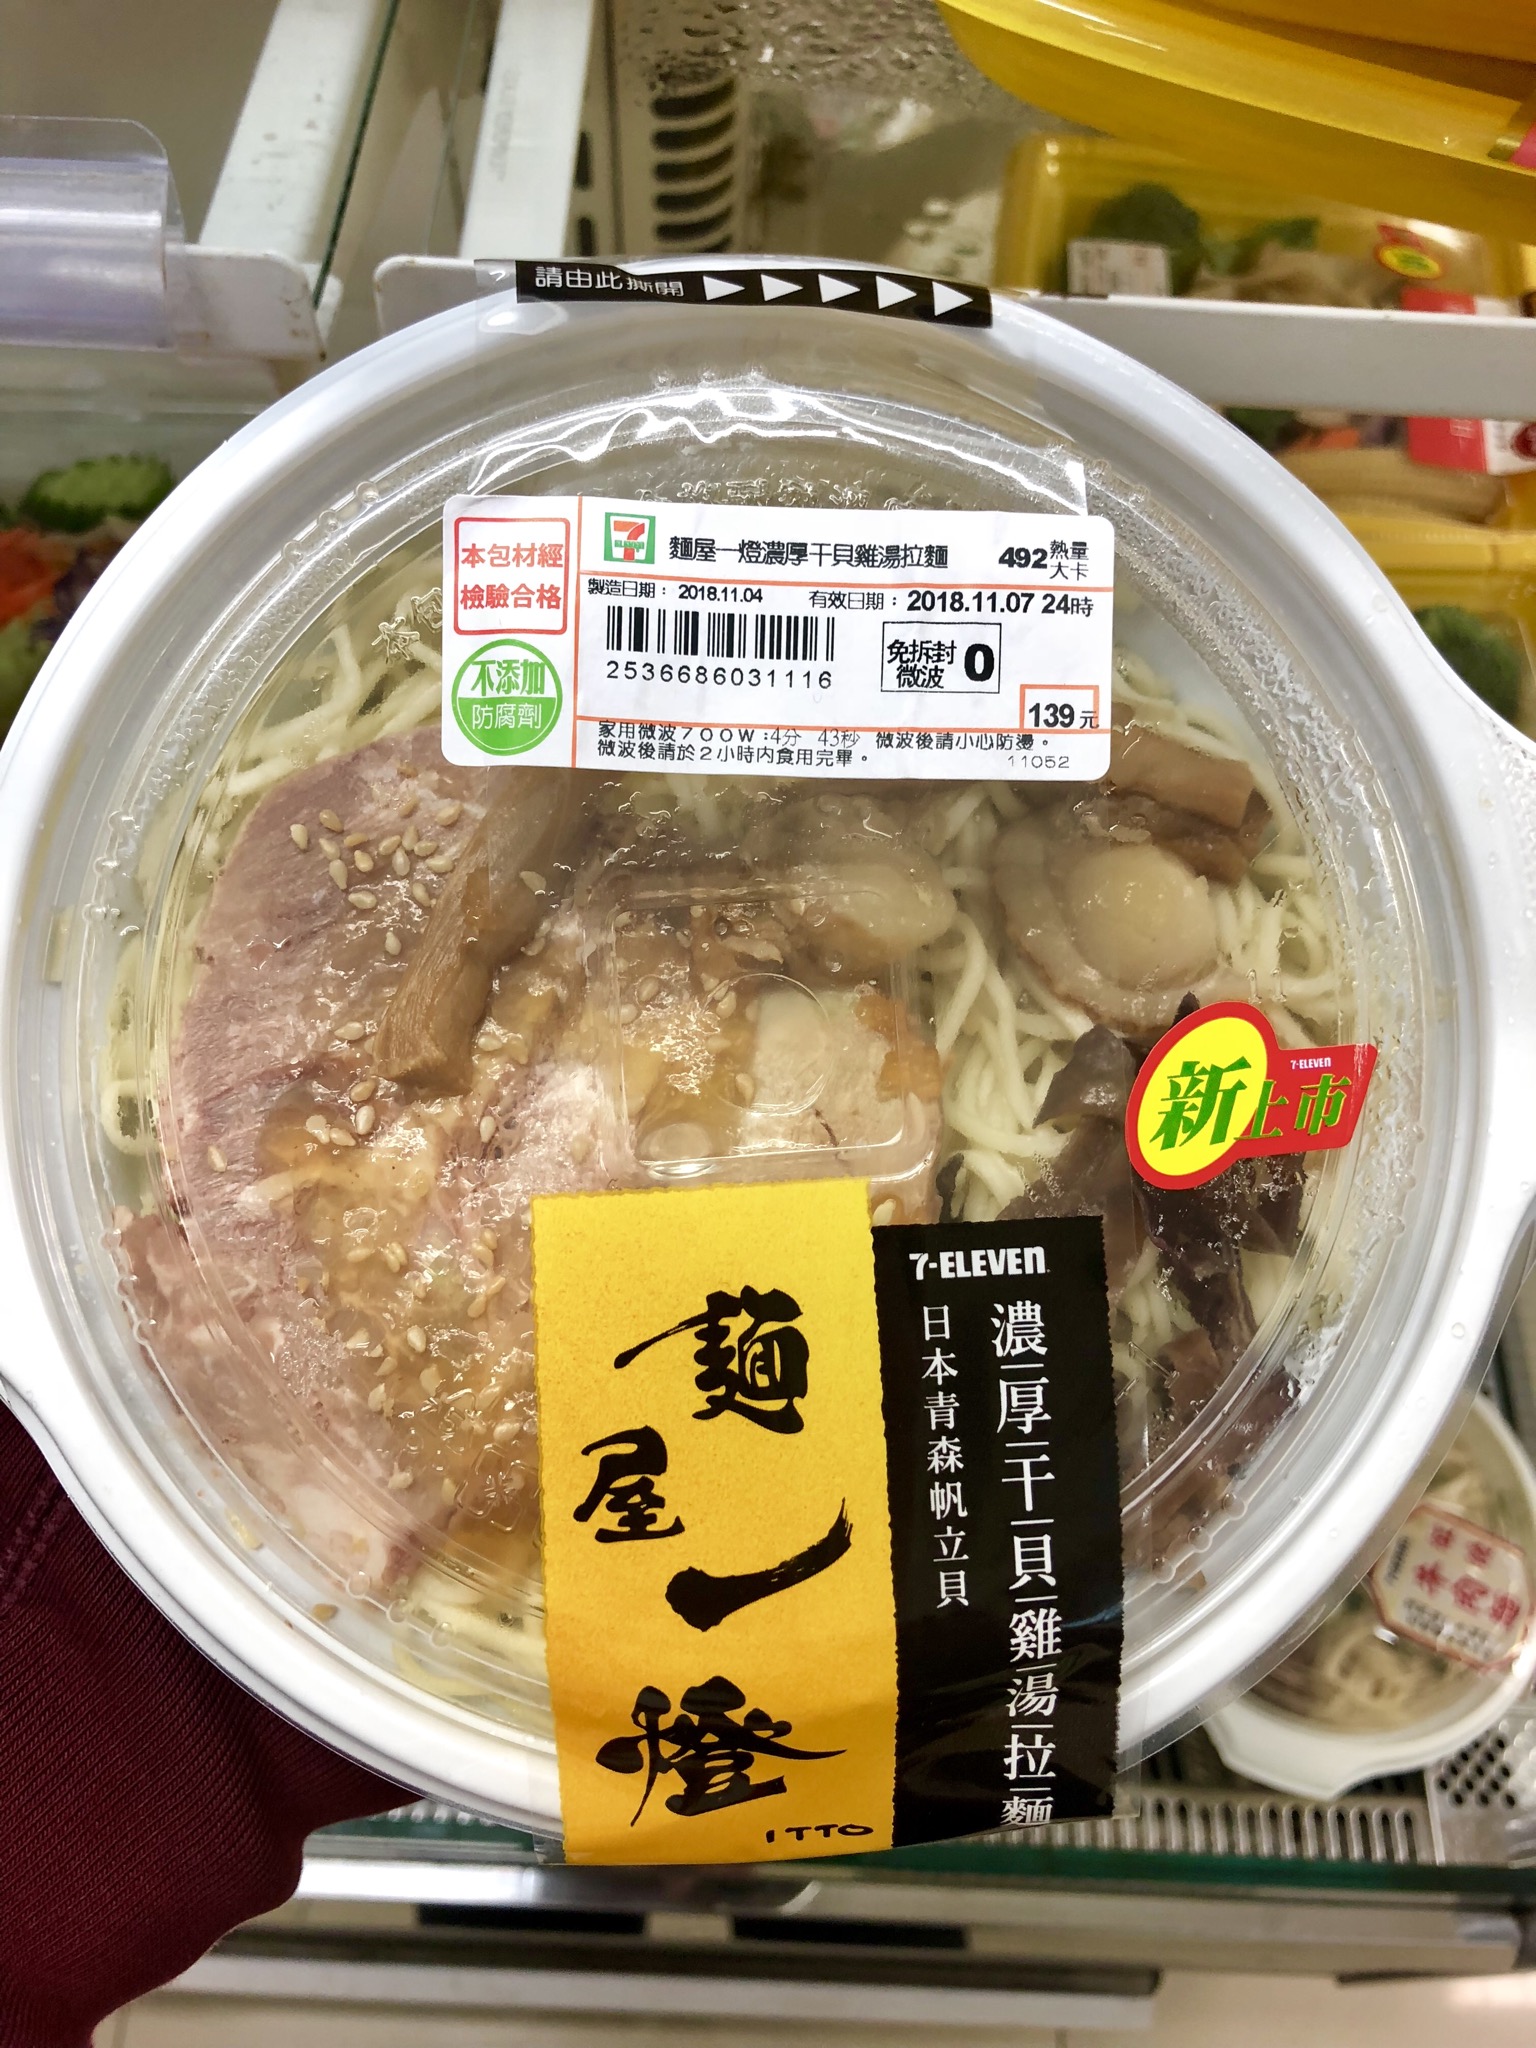 請由此撕開
本包材經
檢驗合格
不添加
防腐劑
7
ELEVEN
麵屋一燈濃厚干貝雞湯拉麵
492熱量大卡
製造日期：2018.11.04
有效日期：2018.11.07 24時
2536686031116
免拆封
微波
0
139元
家用微波700W:4分 43秒 微波後請小心防燙。
微波後請於2小時內食用完畢。
11052
7-ELEVEN
新上市
麵屋一燈
ITTO
7-ELEVEN
濃厚干貝雞湯拉麵
日本青森帆立貝